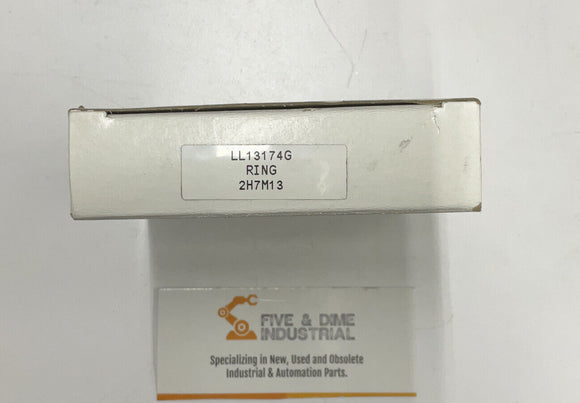 LL13174G
RING
2H7M13
FIVE & DIME
INDUSTRIAL
Specializing in New, Used and Obsolete
Industrial & Automation Parts.